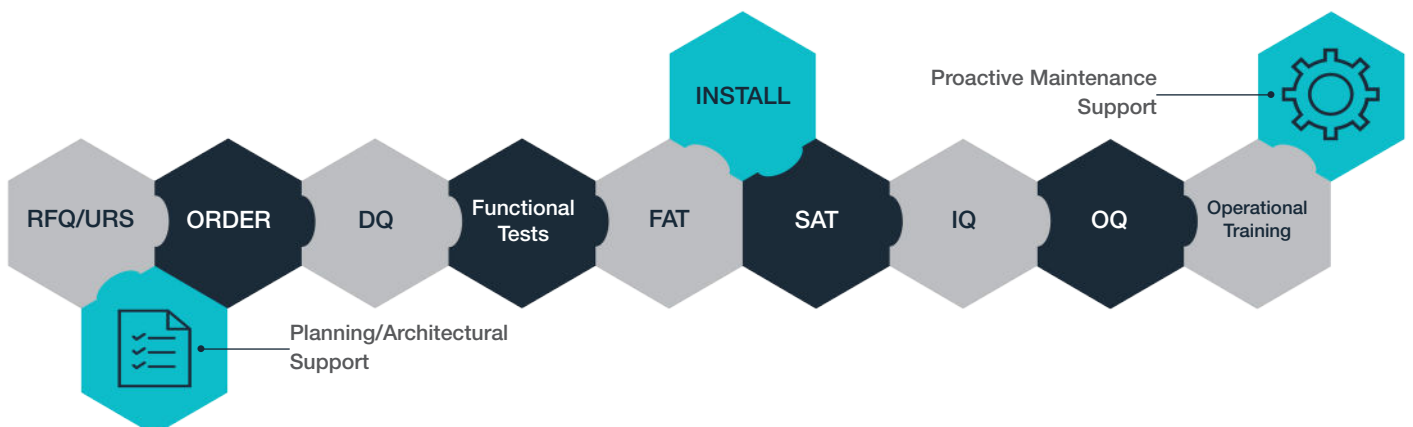 INSTALL
Proactive Maintenance
Support
RFQ/URS
ORDER
DQ
Functional
Tests
FAT
SAT
IQ
OQ
Operational
Training
Planning/Architectural
Support